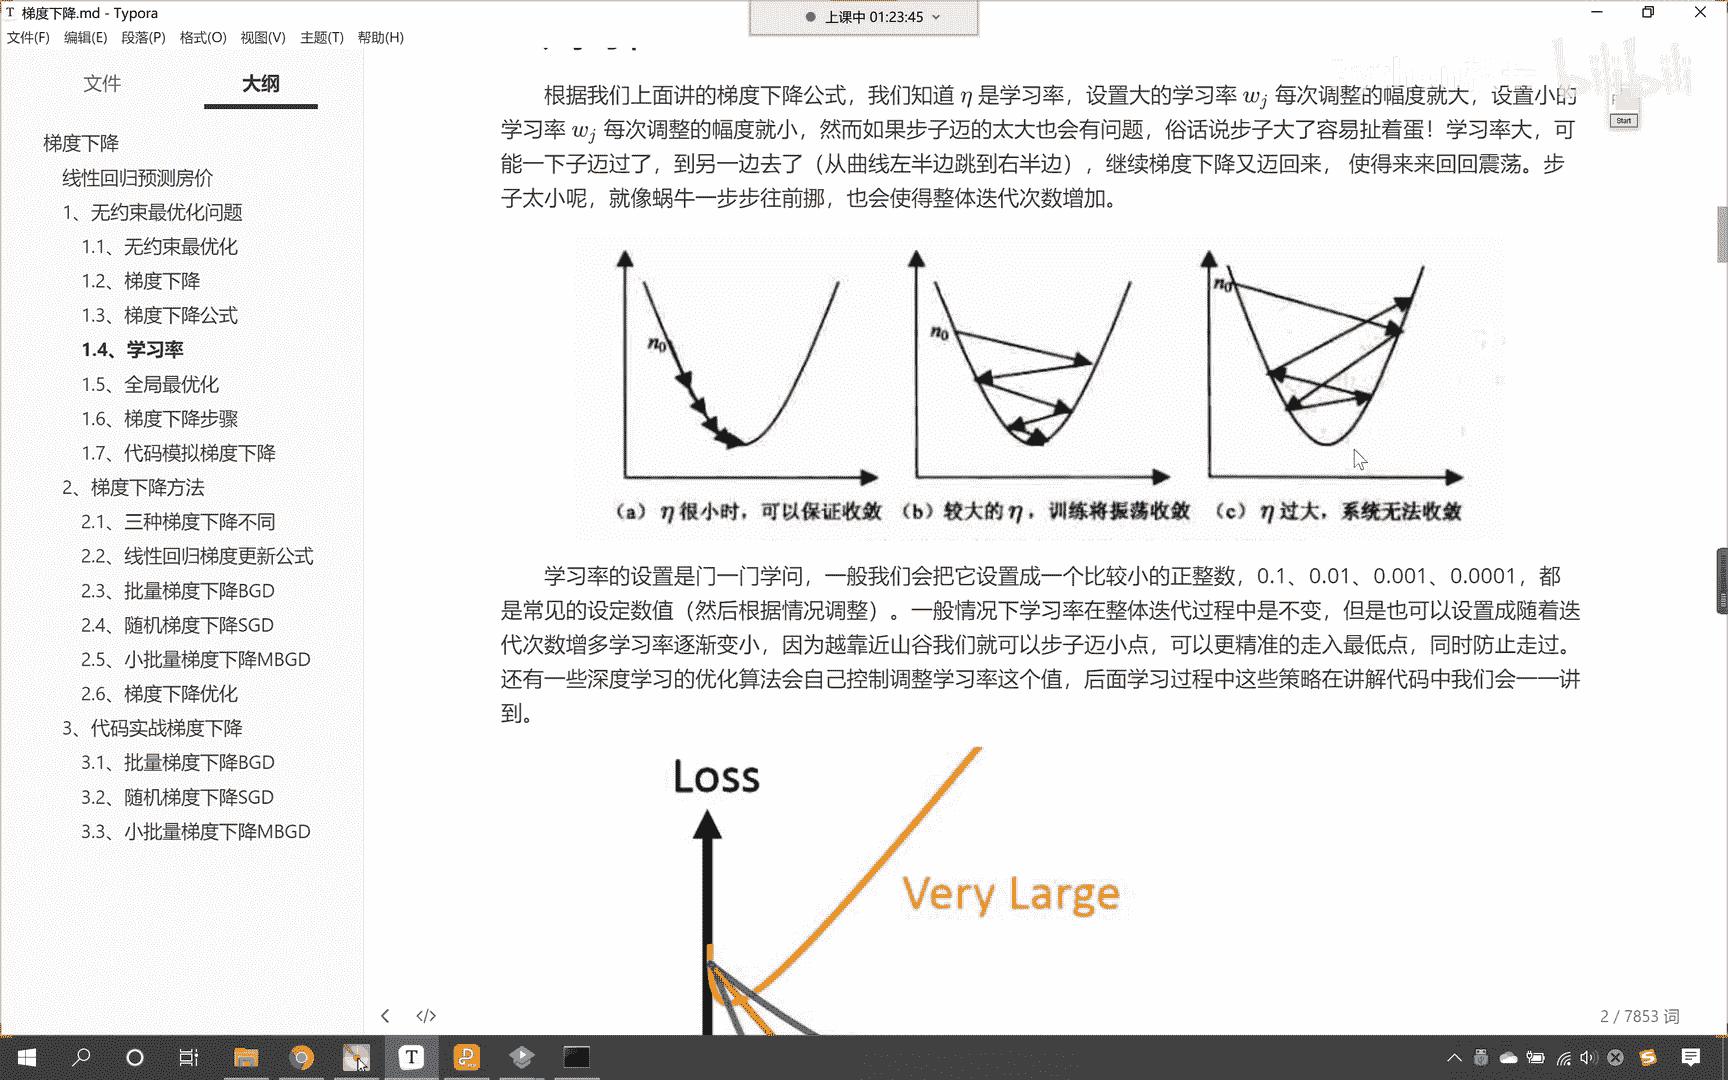 梯度下降.md - Typora
上课中 01:23:45
文件(F) 编辑(E) 段落(P) 格式(O) 视图(V) 主题(T) 帮助(H)
文件 大纲
梯度下降
线性回归预测房价
1、无约束最优化问题
1.1、无约束最优化
1.2、梯度下降
1.3、梯度下降公式
1.4、学习率
1.5、全局最优化
1.6、梯度下降步骤
1.7、代码模拟梯度下降
2、梯度下降方法
2.1、三种梯度下降不同
2.2、线性回归梯度更新公式
2.3、批量梯度下降BGD
2.4、随机梯度下降SGD
2.5、小批量梯度下降MBGD
2.6、梯度下降优化
3、代码实战梯度下降
3.1、批量梯度下降BGD
3.2、随机梯度下降SGD
3.3、小批量梯度下降MBGD
bilibili
Start
根据我们上面讲的梯度下降公式，我们知道 η 是学习率，设置大的学习率 wj 每次调整的幅度就大，设置小的
学习率 wj 每次调整的幅度就小，然而如果步子迈的太大也会有问题，俗话说步子大了容易扯着蛋！学习率大，可
能一下子迈过了，到另一边去了（从曲线左半边跳到右半边），继续梯度下降又迈回来， 使得来来回回震荡。步
子太小呢，就像蜗牛一步步往前挪，也会使得整体迭代次数增加。
n0
n0
n0
（a）η 很小时，可以保证收敛
（b）较大的 η，训练将振荡收敛
（c）η 过大，系统无法收敛
学习率的设置是门一门学问，一般我们会把它设置成一个比较小的正整数，0.1、0.01、0.001、0.0001，都
是常见的设定数值（然后根据情况调整）。一般情况下学习率在整体迭代过程中是不变，但是也可以设置成随着迭
代次数增多学习率逐渐变小，因为越靠近山谷我们就可以步子迈小点，可以更精准的走入最低点，同时防止走过。
还有一些深度学习的优化算法会自己控制调整学习率这个值，后面学习过程中这些策略在讲解代码中我们会一一讲
到。
Loss
Very Large
2 / 7853 词